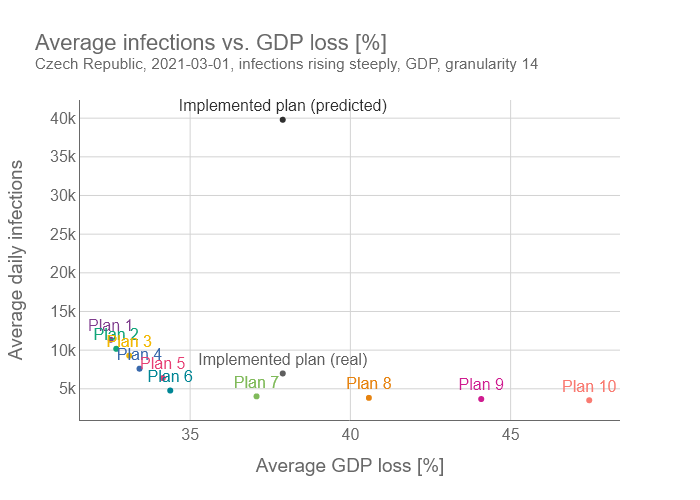 Average infections vs. GDP loss [%]
Czech Republic, 2021-03-01, infections rising steeply, GDP, granularity 14
Implemented plan (predicted)
40k
35k
30k
25k
20k
15k
10k
5k
Average daily infections
Plan 1
Plan 2
Plan 3
Plan 4
Plan 5
Plan 6
Implemented plan (real)
Plan 7
Plan 8
Plan 9
Plan 10
35
40
45
Average GDP loss [%]